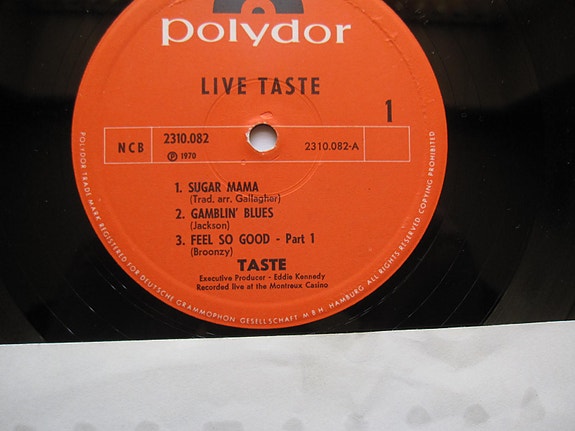 polydor
LIVE TASTE
1
NCB
2310.082
Ⓟ 1970
2310.082-A
1. SUGAR MAMA
(Trad. arr. Gallagher)
2. GAMBLIN' BLUES
(Jackson)
3. FEEL SO GOOD - Part 1
(Broonzy)
TASTE
Executive Producer - Eddie Kennedy
Recorded live at the Montreux Casino
POLYDOR TRADE MARK REGISTERED FOR DEUTSCHE GRAMMOPHON GESELLSCHAFT M B H. HAMBURG ALL RIGHTS RESERVED COPYING PROHIBITED